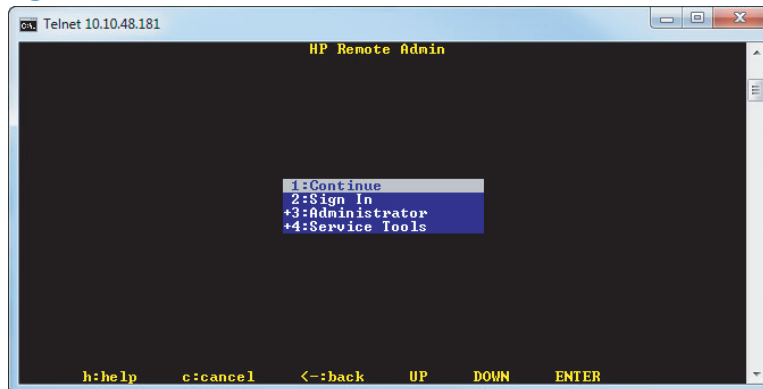 Telnet 10.10.48.181
HP Remote Admin
1:Continue
2:Sign In
+3:Administrator
+4:Service Tools
h:help c:cancel <-:back UP DOWN ENTER